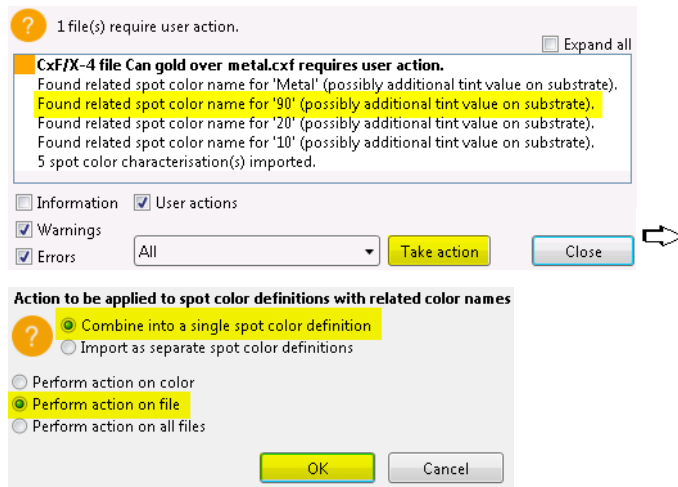 1 file(s) require user action.
Expand all
CxF/X-4 file Can gold over metal.cxf requires user action.
Found related spot color name for 'Metal' (possibly additional tint value on substrate).
Found related spot color name for '90' (possibly additional tint value on substrate).
Found related spot color name for '20' (possibly additional tint value on substrate).
Found related spot color name for '10' (possibly additional tint value on substrate).
5 spot color characterisation(s) imported.
Information User actions
Warnings
Errors All Take action Close
Action to be applied to spot color definitions with related color names
Combine into a single spot color definition
Import as separate spot color definitions
Perform action on color
Perform action on file
Perform action on all files
OK Cancel